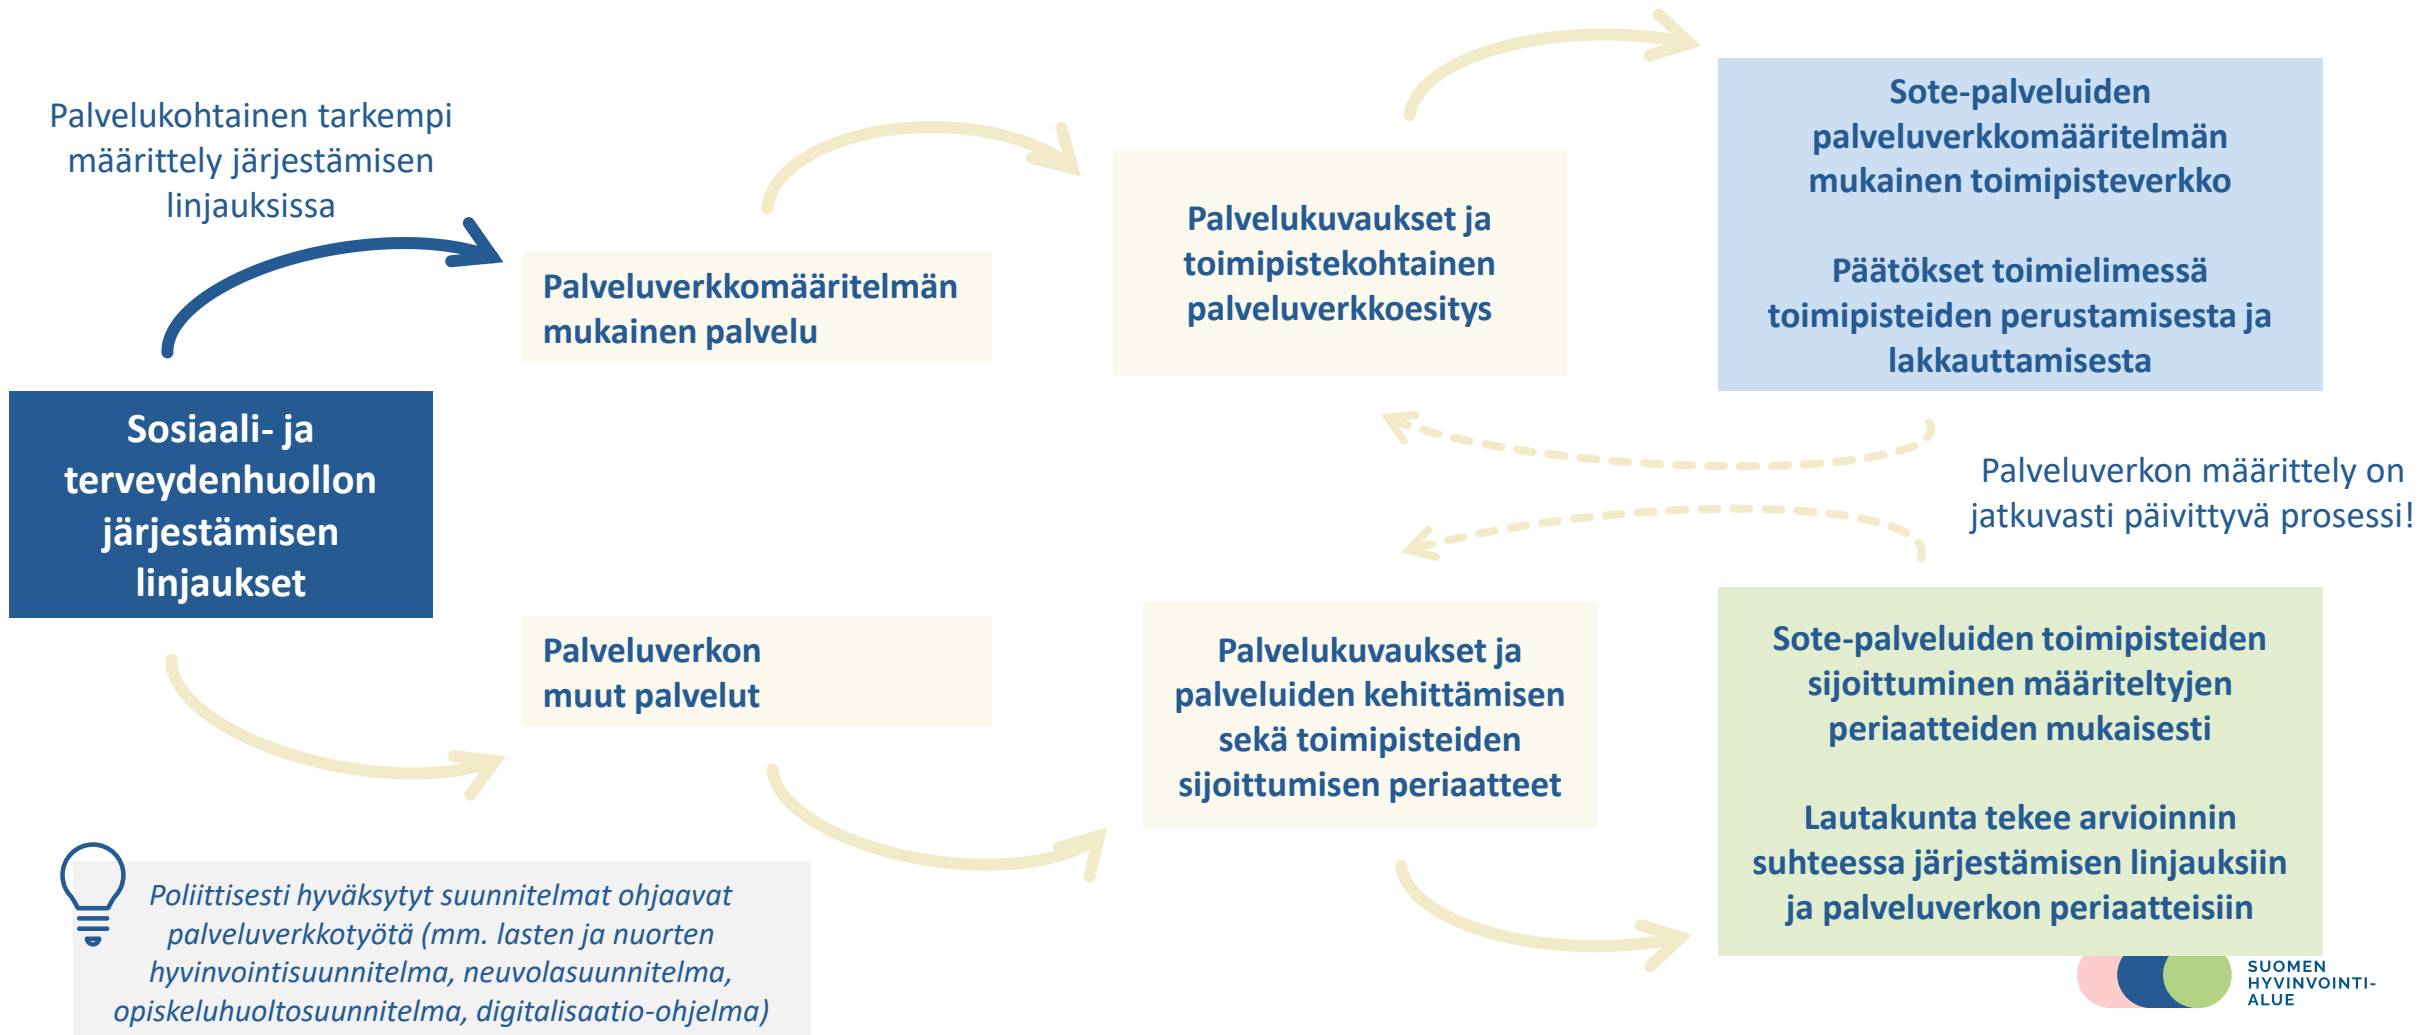 Palvelukohtainen tarkempi
määrittely järjestämisen
linjauksissa
Sosiaali- ja
terveydenhuollon
järjestämisen
linjaukset
Palveluverkkomääritelmän
mukainen palvelu
Palvelukuvaukset ja
toimipistekohtainen
palveluverkkoesitys
Sote-palveluiden
palveluverkkomääritelmän
mukainen toimipisteverkko
Päätökset toimielimessä
toimipisteiden perustamisesta ja
lakkauttamisesta
Palveluverkon määrittely on
jatkuvasti päivittyvä prosessi!
Palveluverkon
muut palvelut
Palvelukuvaukset ja
palveluiden kehittämisen
sekä toimipisteiden
sijoittumisen periaatteet
Sote-palveluiden toimipisteiden
sijoittuminen määriteltyjen
periaatteiden mukaisesti
Lautakunta tekee arvioinnin
suhteessa järjestämisen linjauksiin
ja palveluverkon periaatteisiin
Poliittisesti hyväksytyt suunnitelmat ohjaavat
palveluverkkotyötä (mm. lasten ja nuorten
hyvinvointisuunnitelma, neuvolasuunnitelma,
opiskeluhuoltosuunnitelma, digitalisaatio-ohjelma)
SUOMEN
HYVINVOINTI-
ALUE